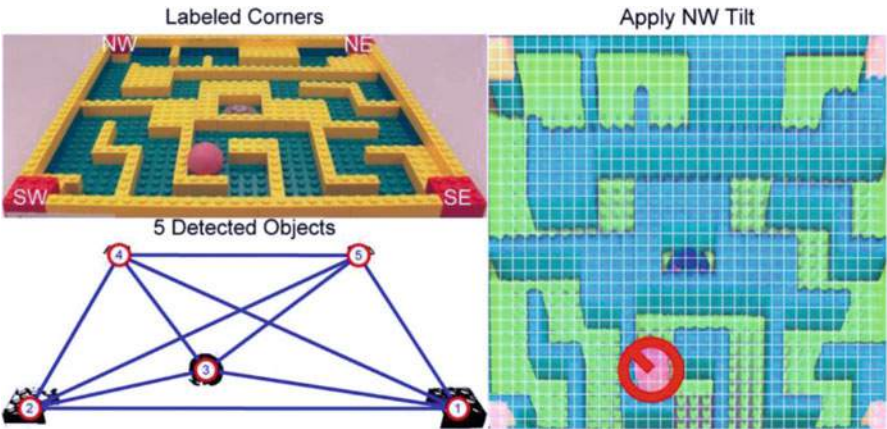 Labeled Corners
NW
NE
SW
SE
5 Detected Objects
4
5
3
2
1
Apply NW Tilt